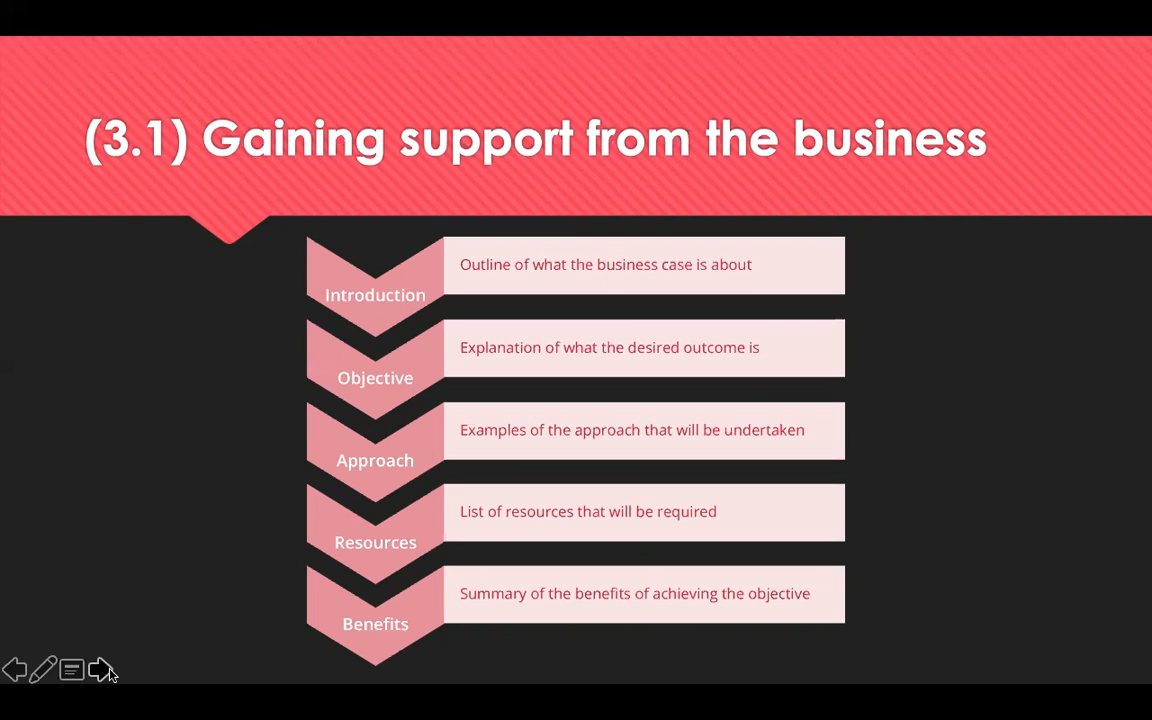 (3.1) Gaining support from the business
Introduction
Outline of what the business case is about
Objective
Explanation of what the desired outcome is
Approach
Examples of the approach that will be undertaken
Resources
List of resources that will be required
Benefits
Summary of the benefits of achieving the objective